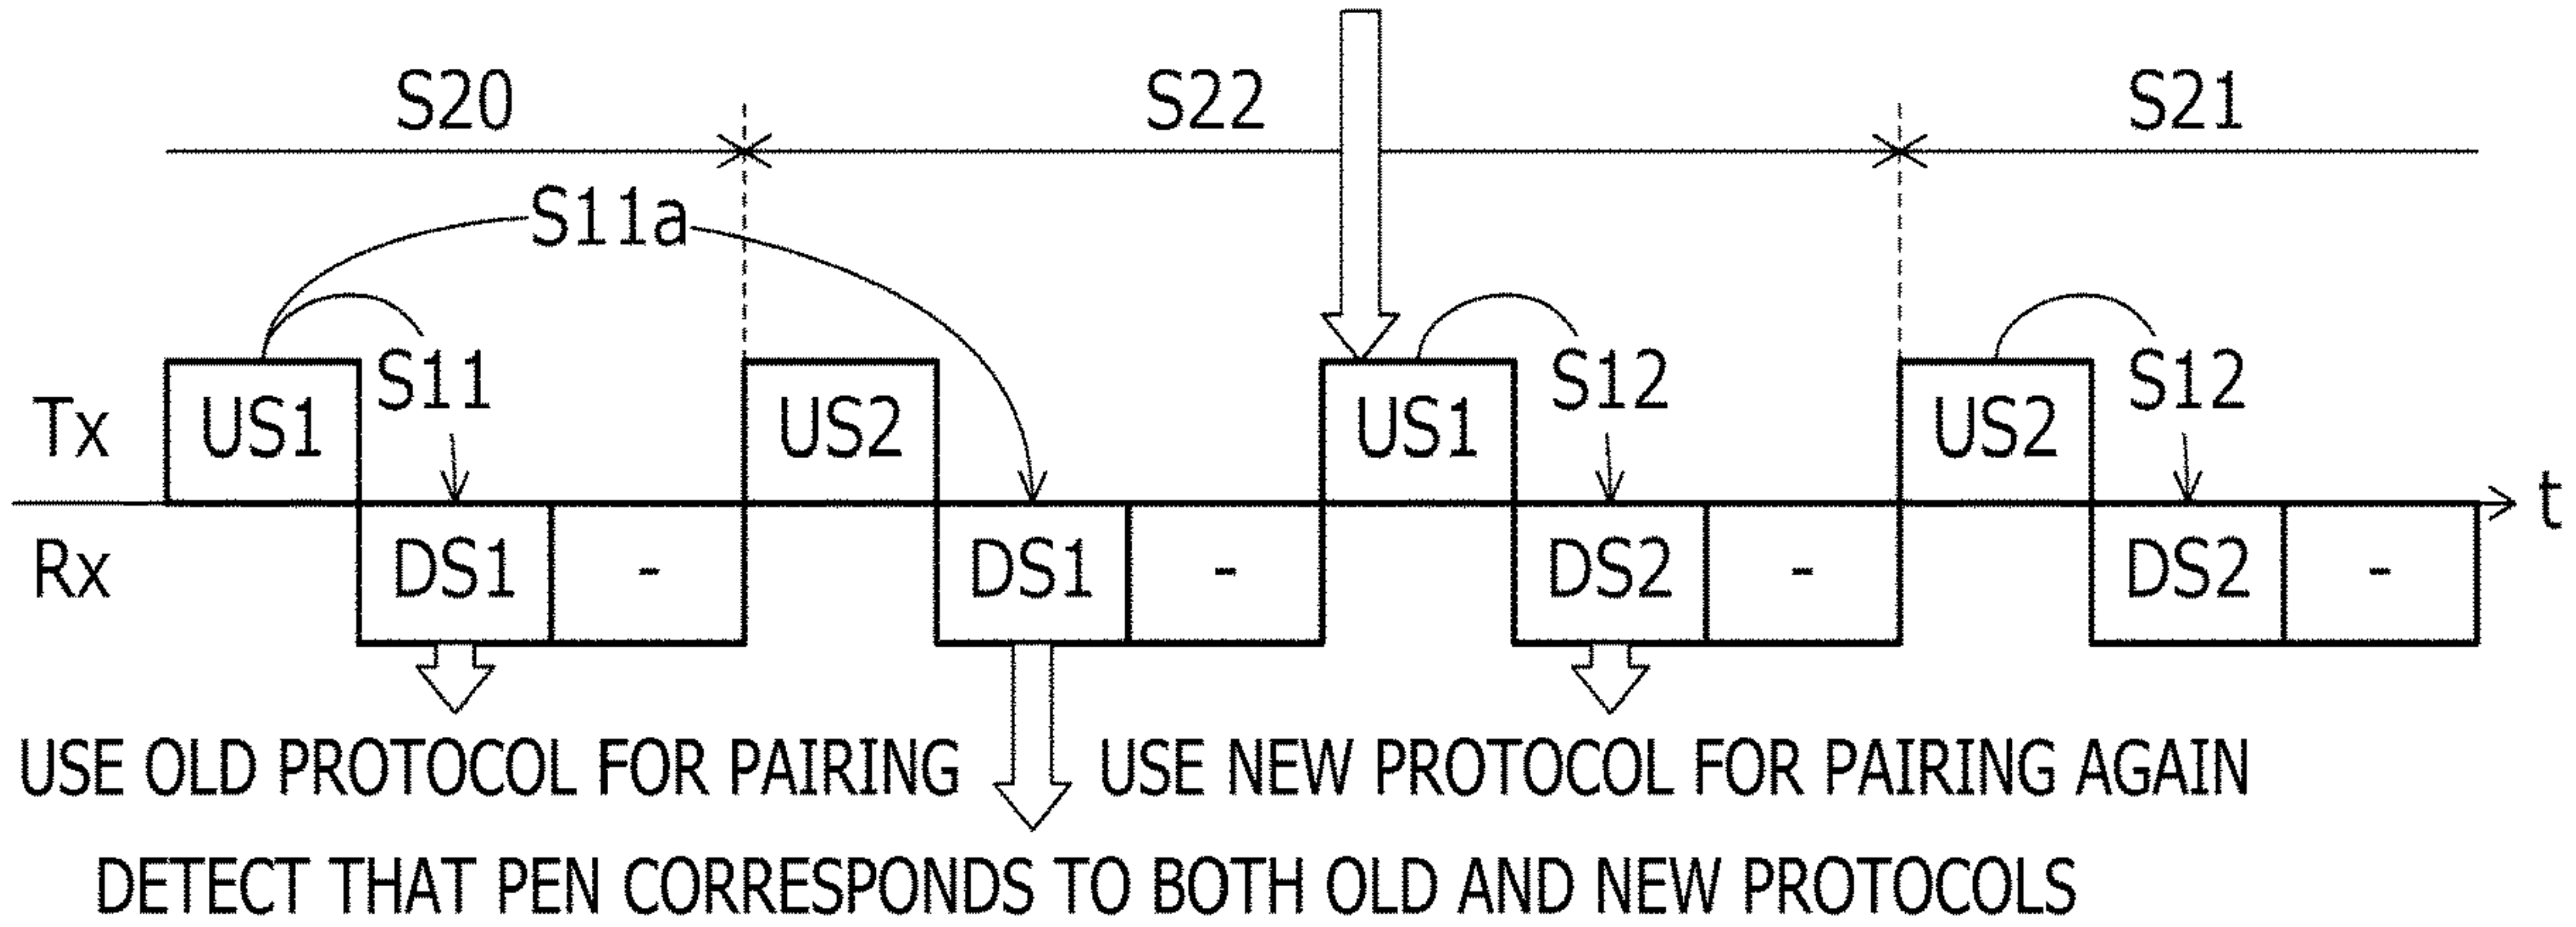 S20 S22 S21
S11a
S11 S12 S12
Tx US1 US2 US1 US2
t
Rx DS1 - DS1 - DS2 - DS2 -
USE OLD PROTOCOL FOR PAIRING USE NEW PROTOCOL FOR PAIRING AGAIN
DETECT THAT PEN CORRESPONDS TO BOTH OLD AND NEW PROTOCOLS